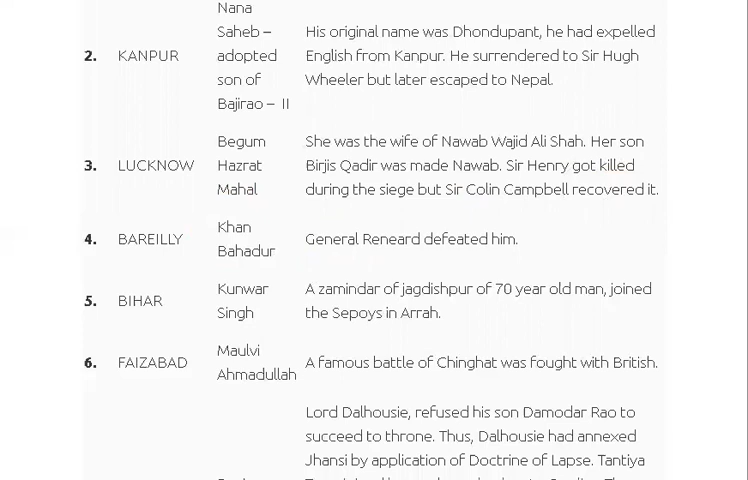 Nana
Saheb – His original name was Dhondupant, he had expelled
2. KANPUR adopted English from Kanpur. He surrendered to Sir Hugh
son of Wheeler but later escaped to Nepal.
Bajirao – II
Begum She was the wife of Nawab Wajid Ali Shah. Her son
3. LUCKNOW Hazrat Birjis Qadir was made Nawab. Sir Henry got killed
Mahal during the siege but Sir Colin Campbell recovered it.
Khan
4. BAREILLY General Reneard defeated him.
Bahadur
Kunwar A zamindar of jagdishpur of 70 year old man, joined
5. BIHAR
Singh the Sepoys in Arrah.
Maulvi
6. FAIZABAD A famous battle of Chinghat was fought with British.
Ahmadullah
Lord Dalhousie, refused his son Damodar Rao to
succeed to throne. Thus, Dalhousie had annexed
Jhansi by application of Doctrine of Lapse. Tantiya